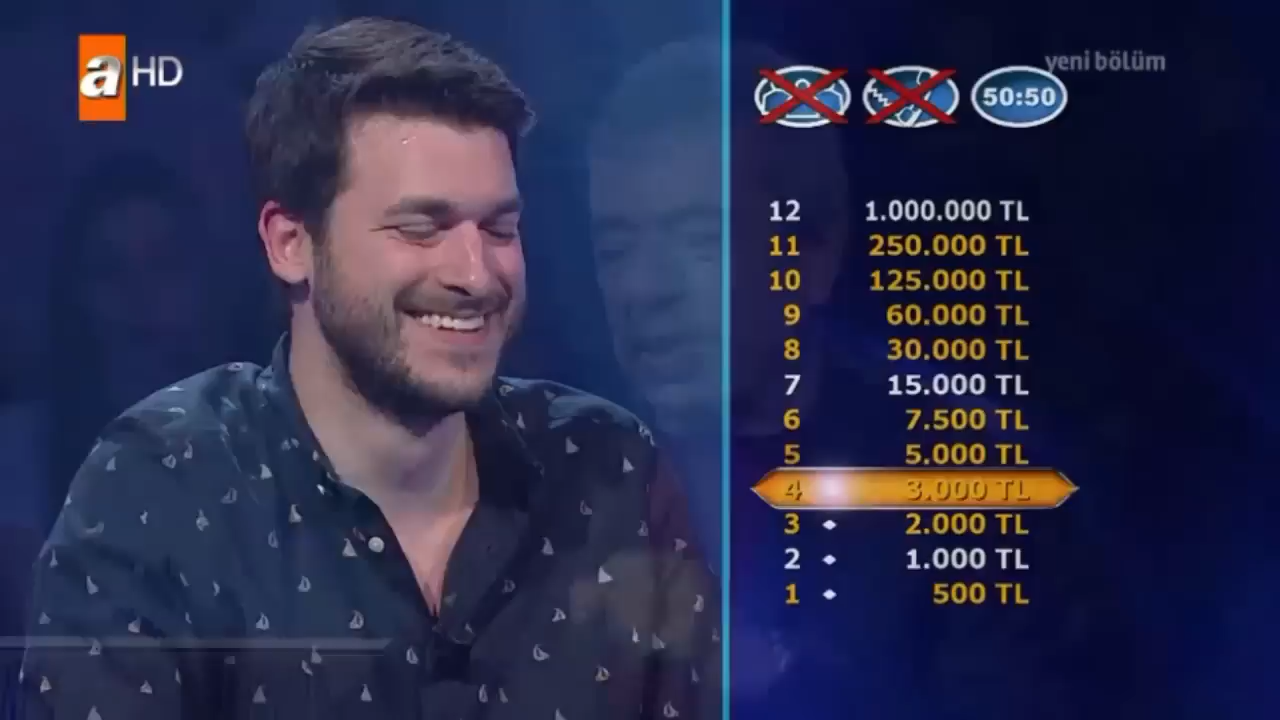 a HD
yeni bölüm
50:50
12 1.000.000 TL
11 250.000 TL
10 125.000 TL
9 60.000 TL
8 30.000 TL
7 15.000 TL
6 7.500 TL
5 5.000 TL
4 3.000 TL
3 2.000 TL
2 1.000 TL
1 500 TL